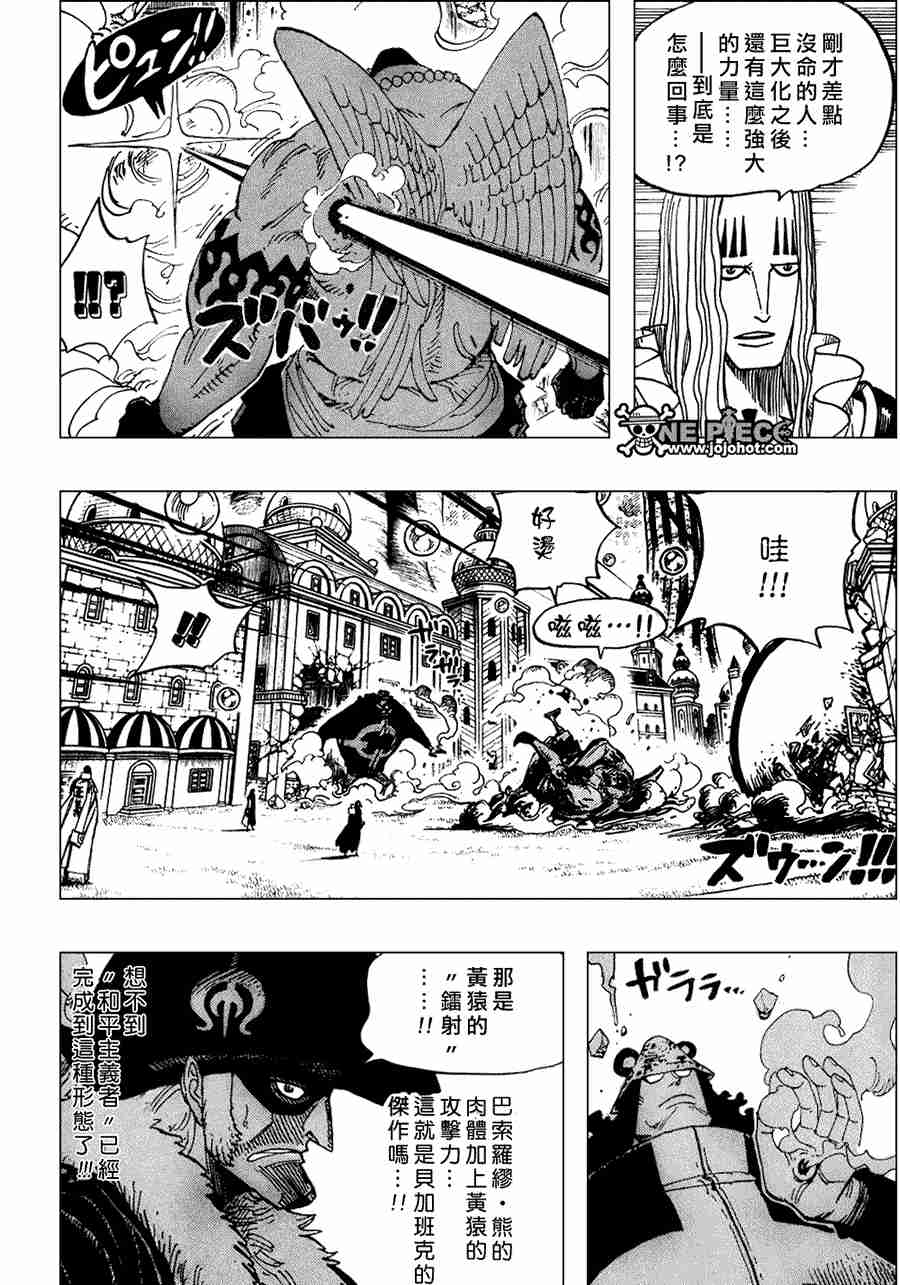 剛才差點
沒命的人…
巨大化之後
還有這麼強大
的力量……
——到底是
怎麼回事…!?
ピュン!!
ズバゥ!!
!!?
ONE PIECE
www.jojohot.com
哇
!!!
好燙
嗞嗞…!!
ガラ
!!
ズゥゥ…ン!!!
ガララ…
那是
黃猿的
〃鐳射〃
……!!
巴索羅繆・熊的
肉體加上黃猿的
攻擊力…
這就是貝加班克的
傑作嗎…!!
想不到
〃和平主義者〃已經
完成到這種形態了!!!